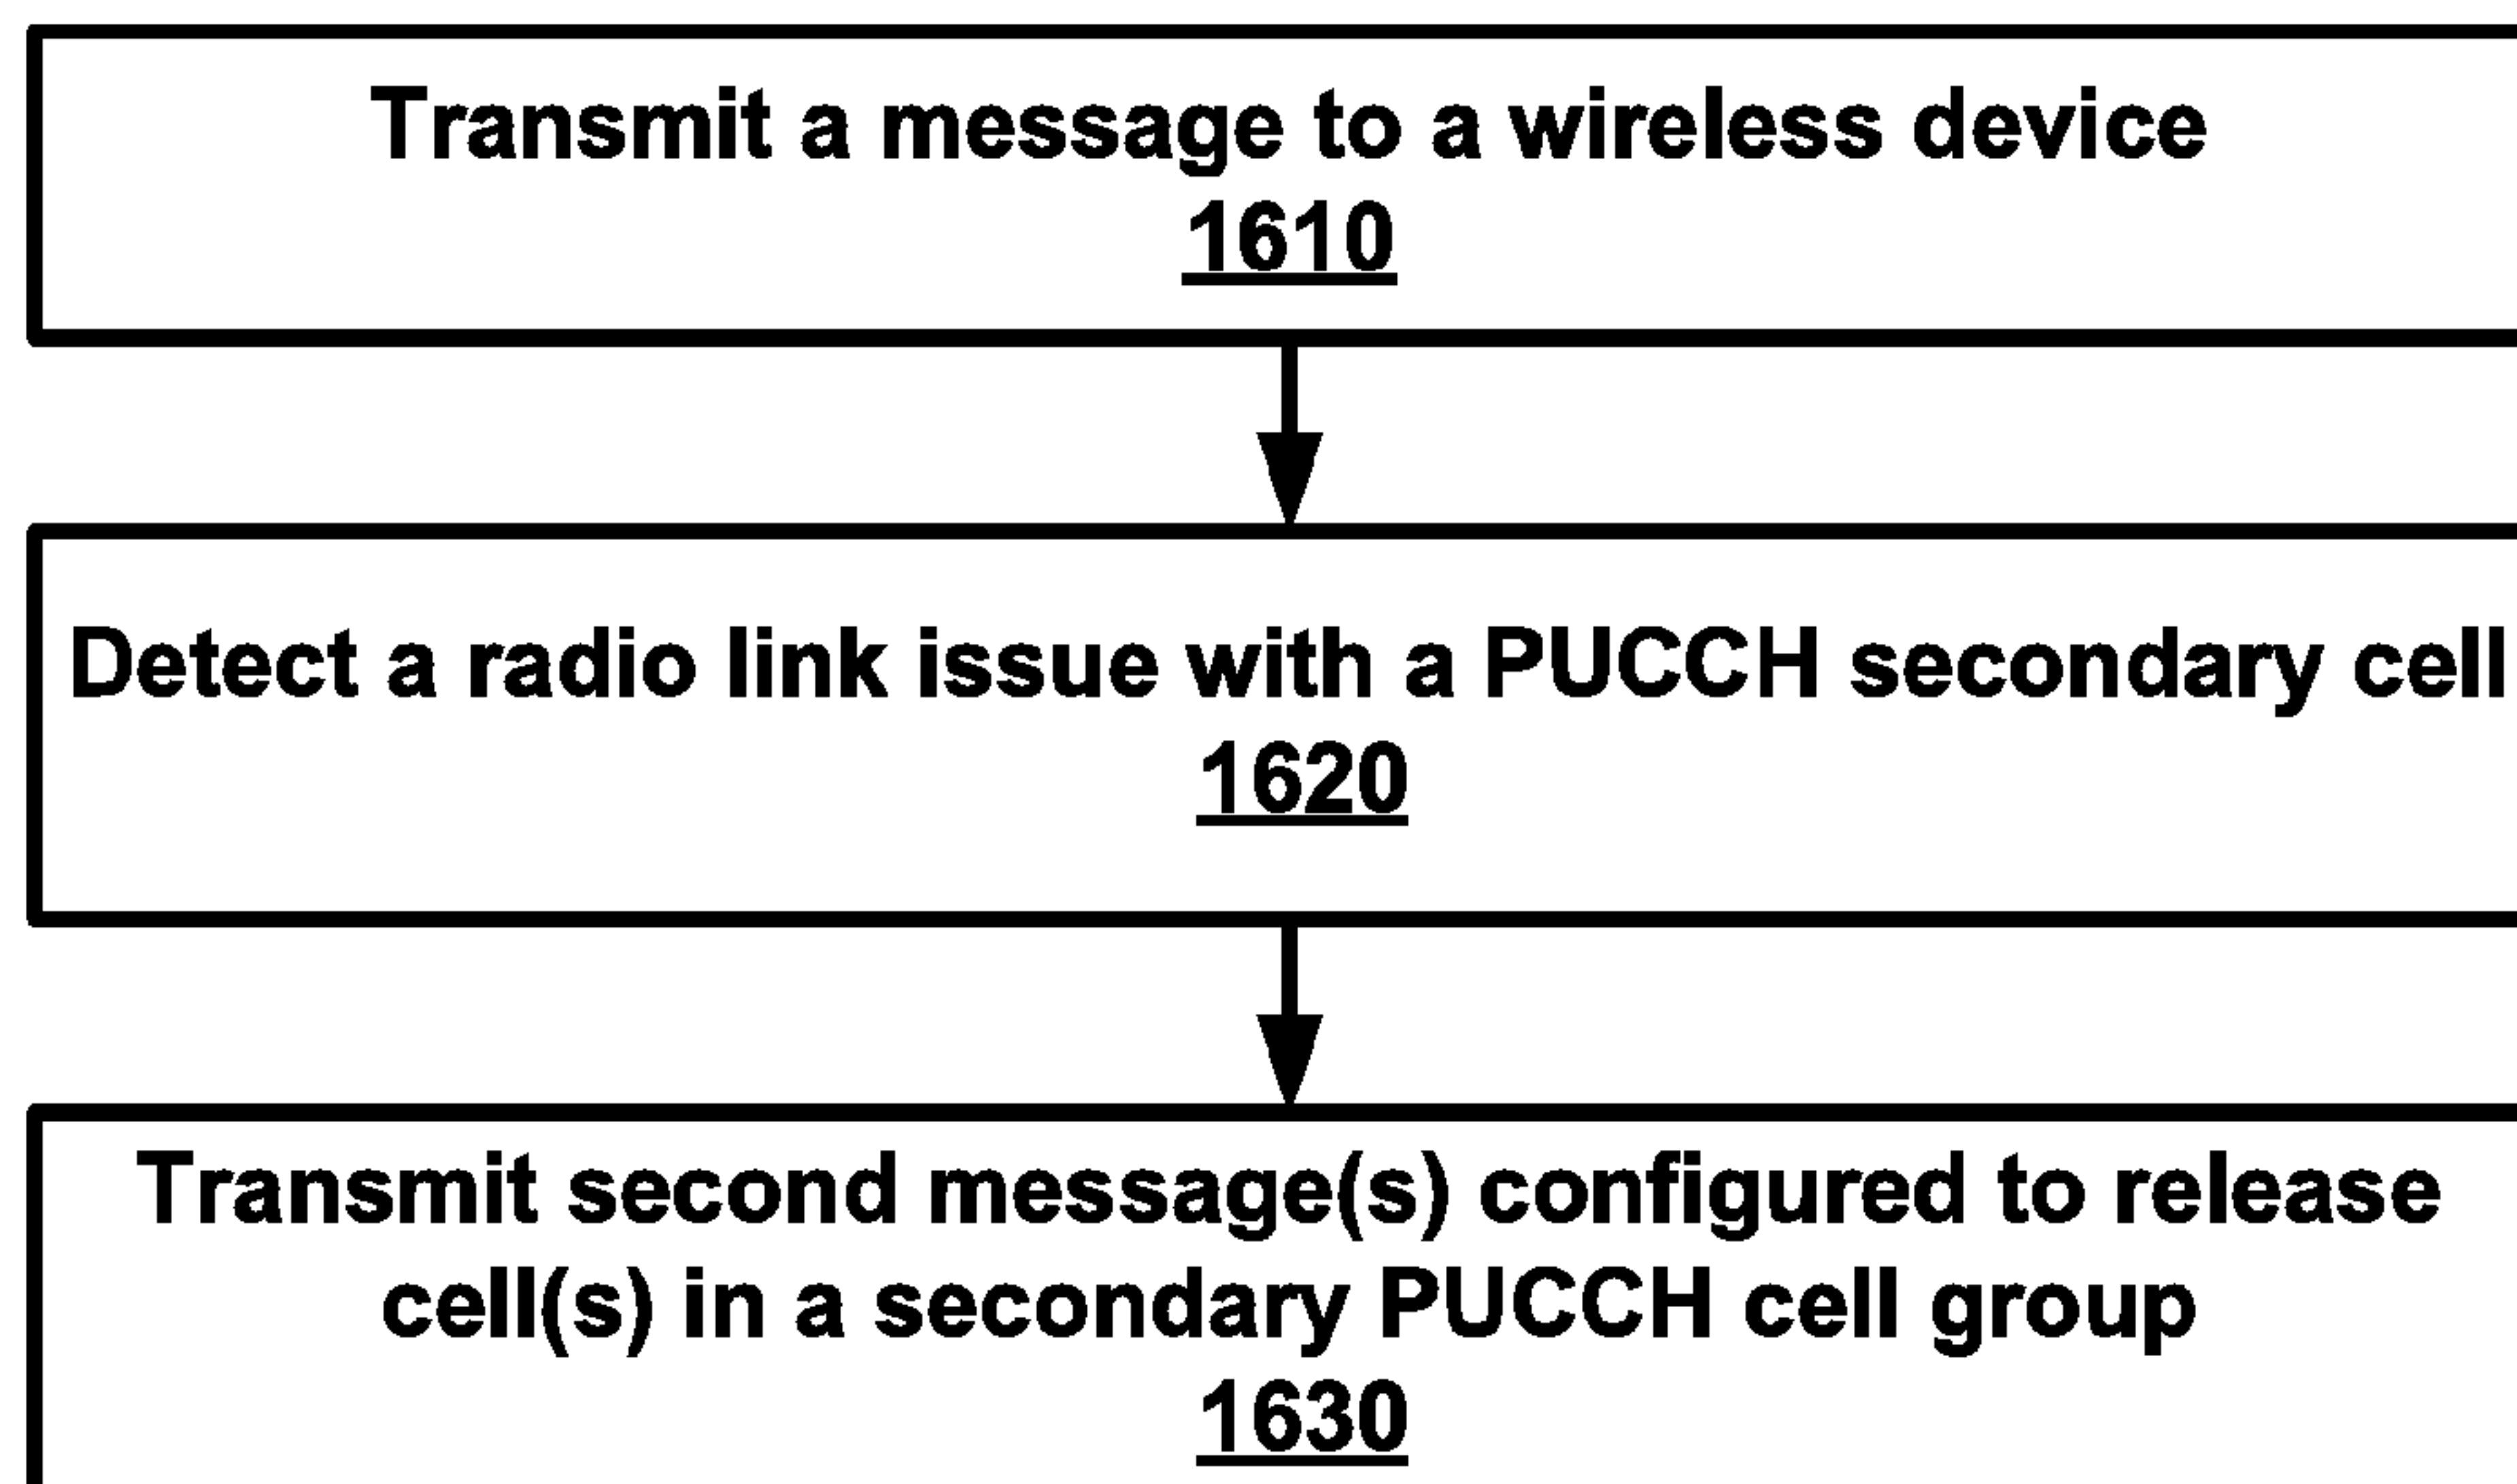 Transmit a message to a wireless device
1610
Detect a radio link issue with a PUCCH secondary cell
1620
Transmit second message(s) configured to release
cell(s) in a secondary PUCCH cell group
1630